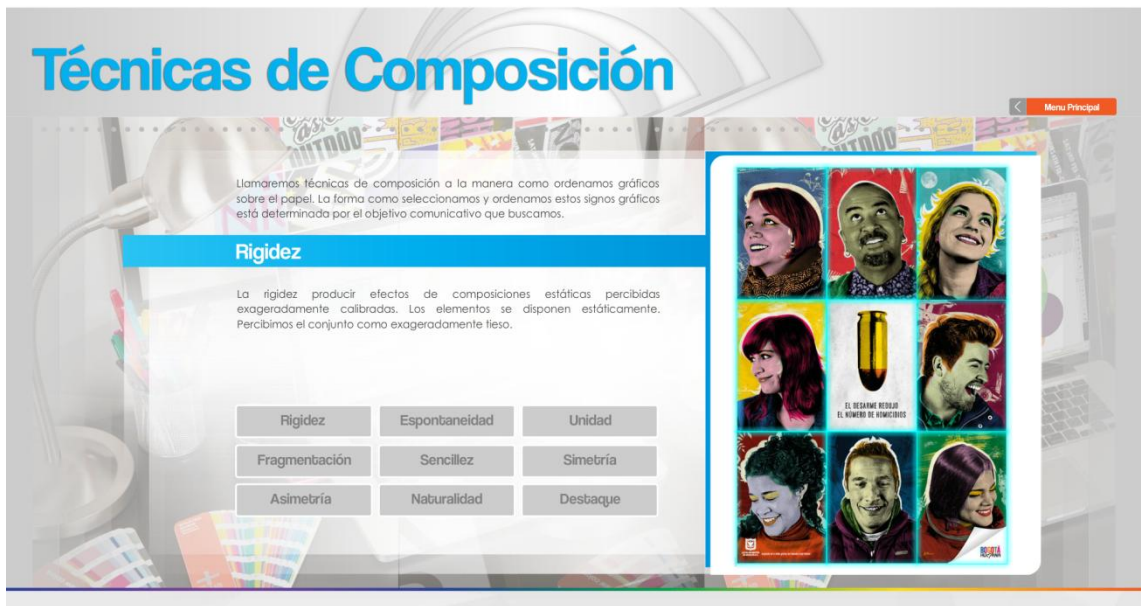 Técnicas de Composición
Menu Principal
Llamaremos técnicas de composición a la manera como ordenamos gráficos
sobre el papel. La forma como seleccionamos y ordenamos estos signos gráficos
está determinada por el objetivo comunicativo que buscamos.
Rigidez
La rigidez producir efectos de composiciones estáticas percibidas
exageradamente calibradas. Los elementos se disponen estáticamente.
Percibimos el conjunto como exageradamente tieso.
Rigidez Espontaneidad Unidad
Fragmentación Sencillez Simetría
Asimetría Naturalidad Destaque
EL DESARME REDUJO
EL NÚMERO DE HOMICIDIOS
BOGOTÁ